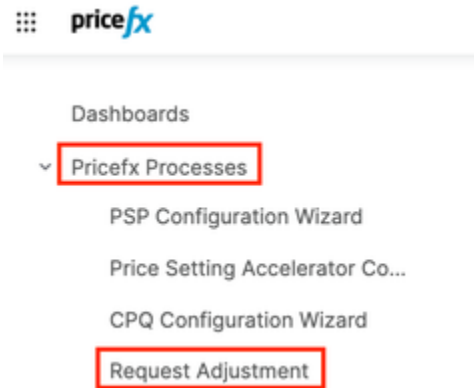 pricefx
Dashboards
Pricefx Processes
PSP Configuration Wizard
Price Setting Accelerator Co...
CPQ Configuration Wizard
Request Adjustment